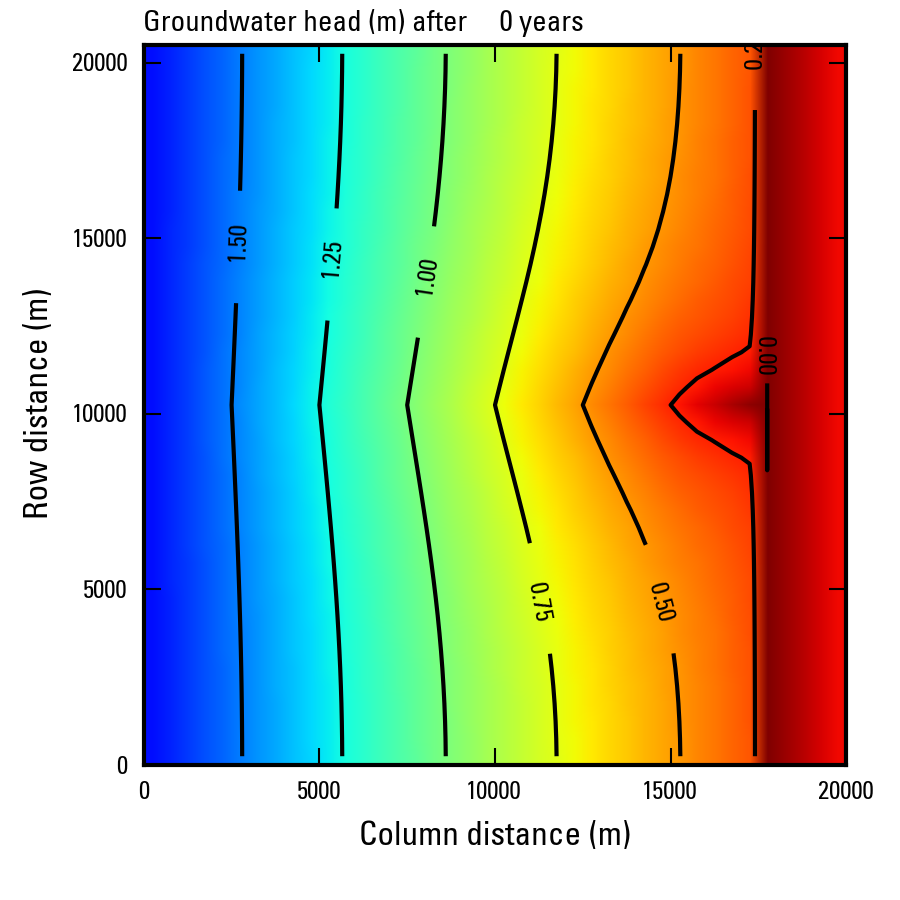 Groundwater head (m) after 0 years
20000
15000
10000
5000
0
Row distance (m)
1.50
1.25
1.00
0.75
0.50
0.00
0 5000 10000 15000 20000
Column distance (m)